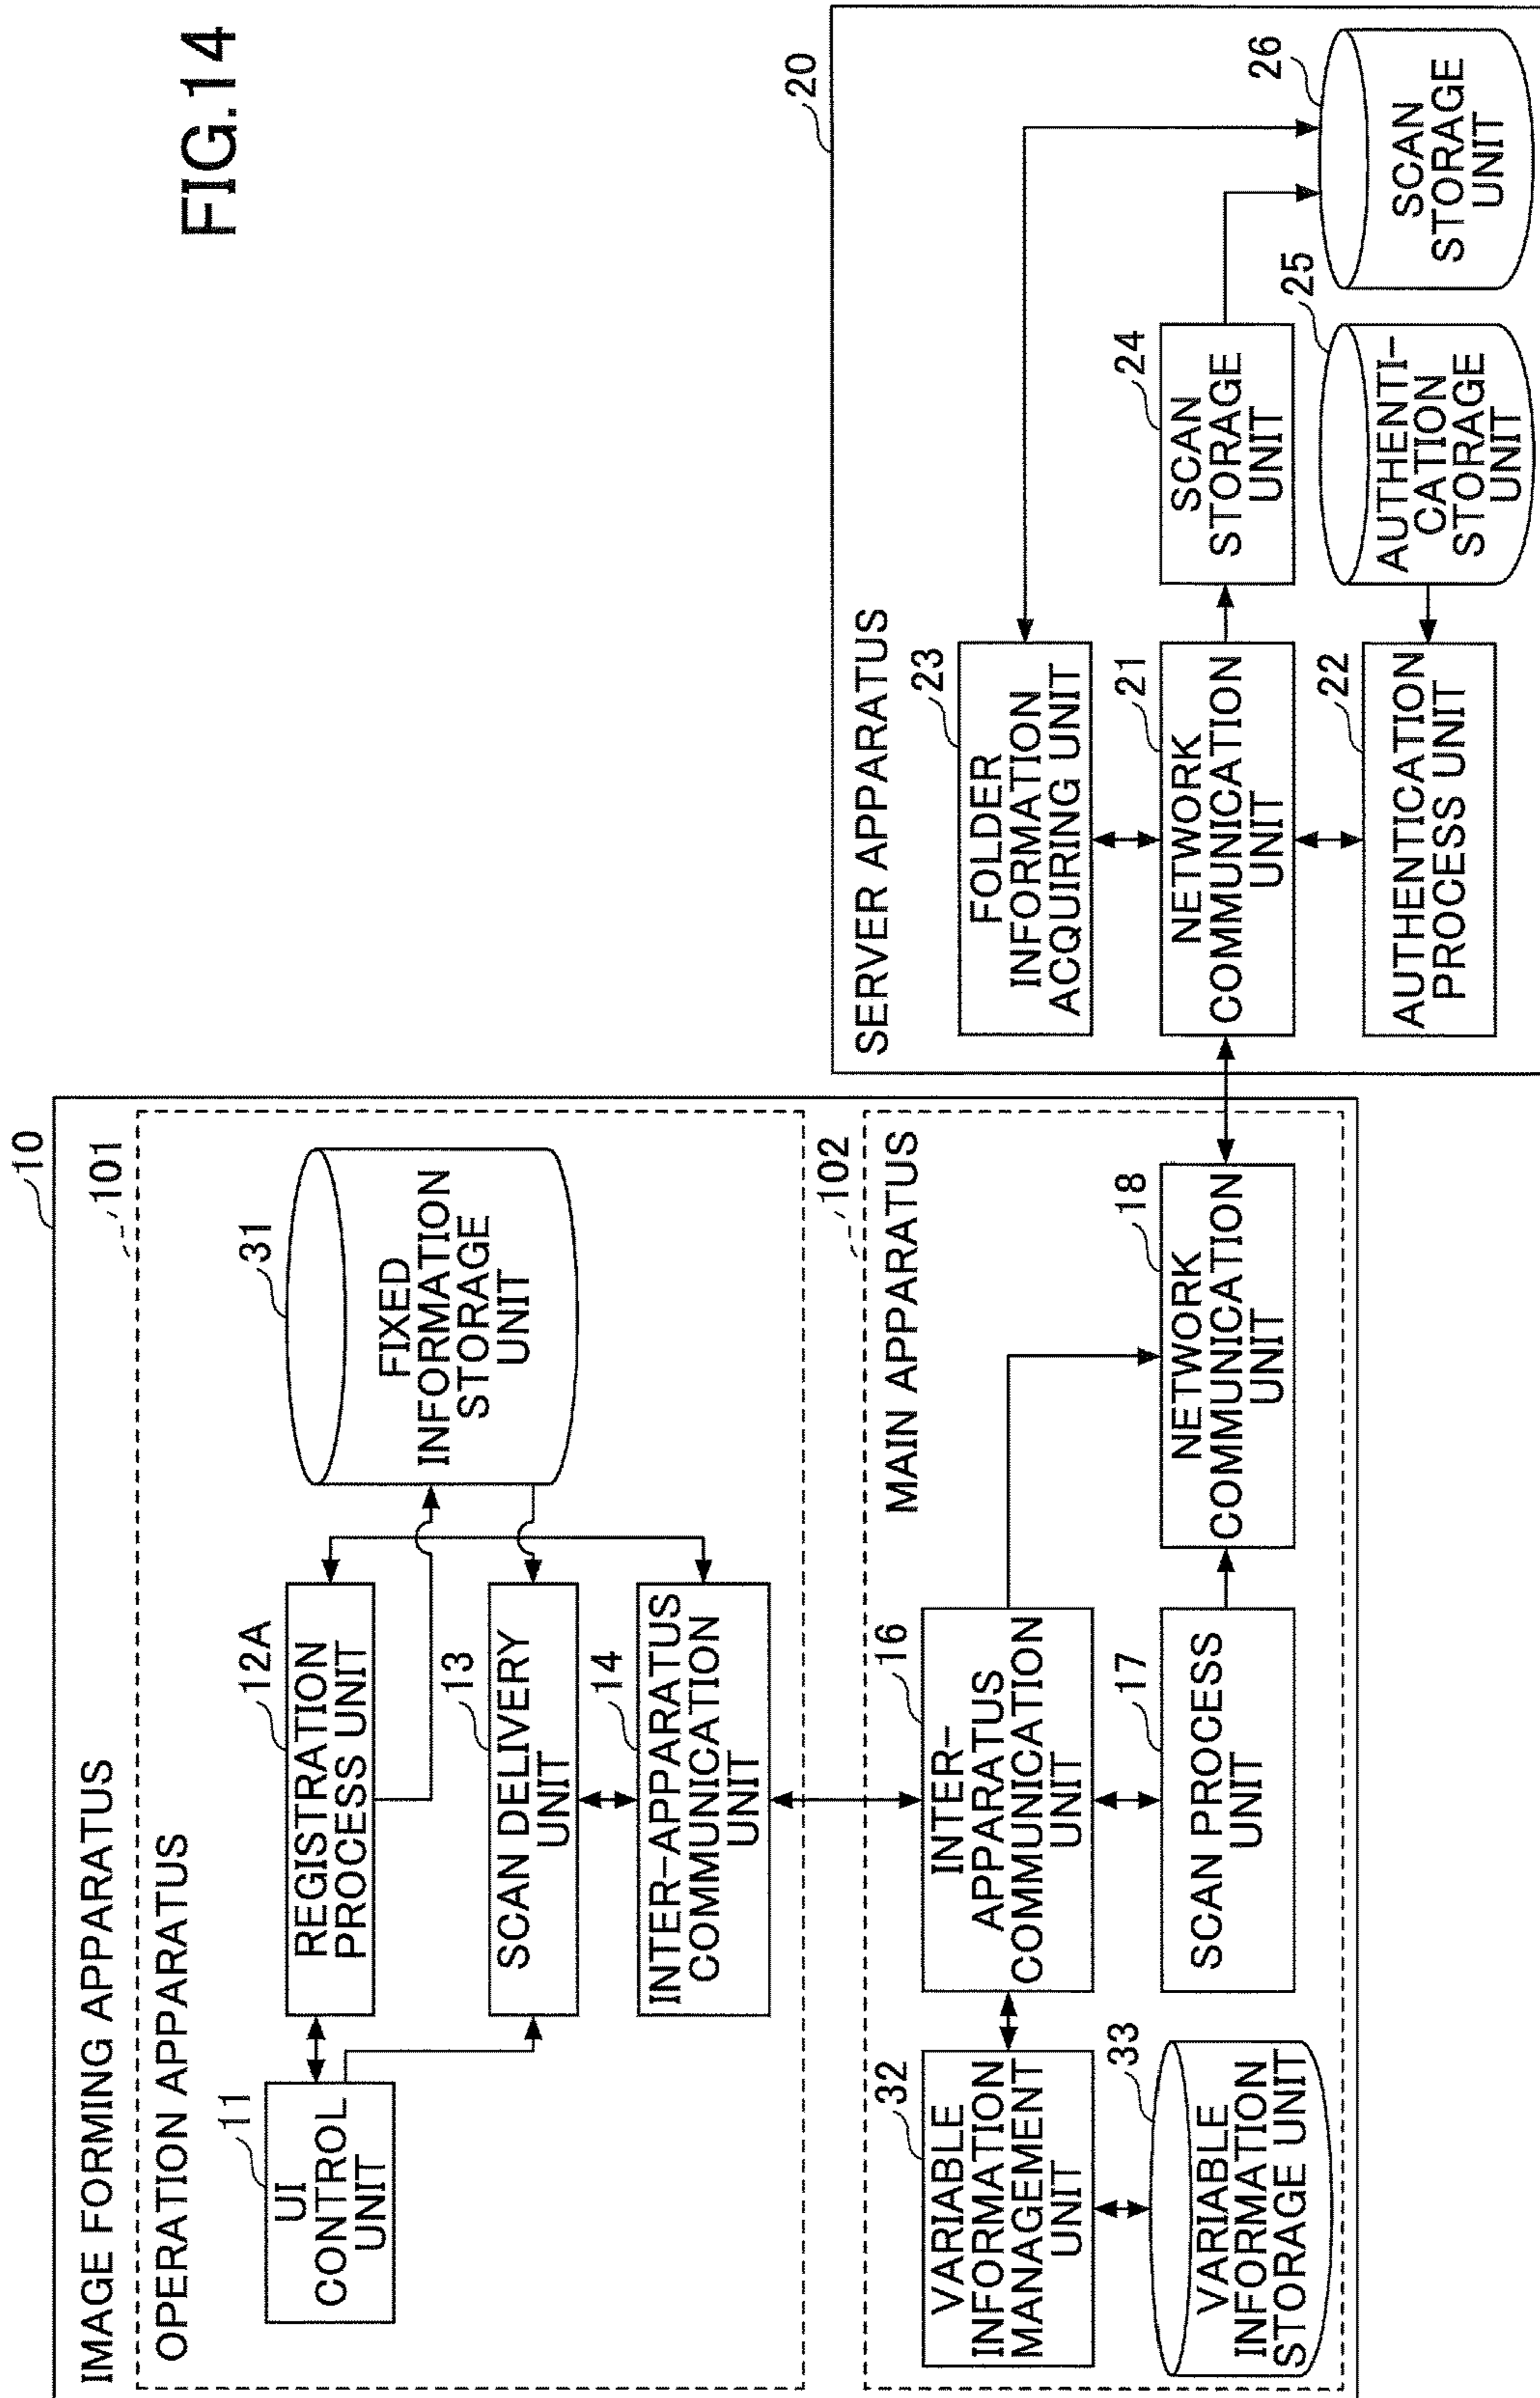 FIG.14
10
IMAGE FORMING APPARATUS
101
OPERATION APPARATUS
11
UI
CONTROL
UNIT
12A
REGISTRATION
PROCESS UNIT
31
FIXED
INFORMATION
STORAGE
UNIT
13
SCAN DELIVERY
UNIT
14
INTER-APPARATUS
COMMUNICATION
UNIT
102
MAIN APPARATUS
32
VARIABLE
INFORMATION
MANAGEMENT
UNIT
16
INTER-
APPARATUS
COMMUNICATION
UNIT
33
VARIABLE
INFORMATION
STORAGE UNIT
17
SCAN PROCESS
UNIT
18
NETWORK
COMMUNICATION
UNIT
20
SERVER APPARATUS
23
FOLDER
INFORMATION
ACQUIRING UNIT
21
NETWORK
COMMUNICATION
UNIT
24
SCAN
STORAGE
UNIT
22
AUTHENTICATION
PROCESS UNIT
25
AUTHENTI-
CATION
STORAGE
UNIT
26
SCAN
STORAGE
UNIT